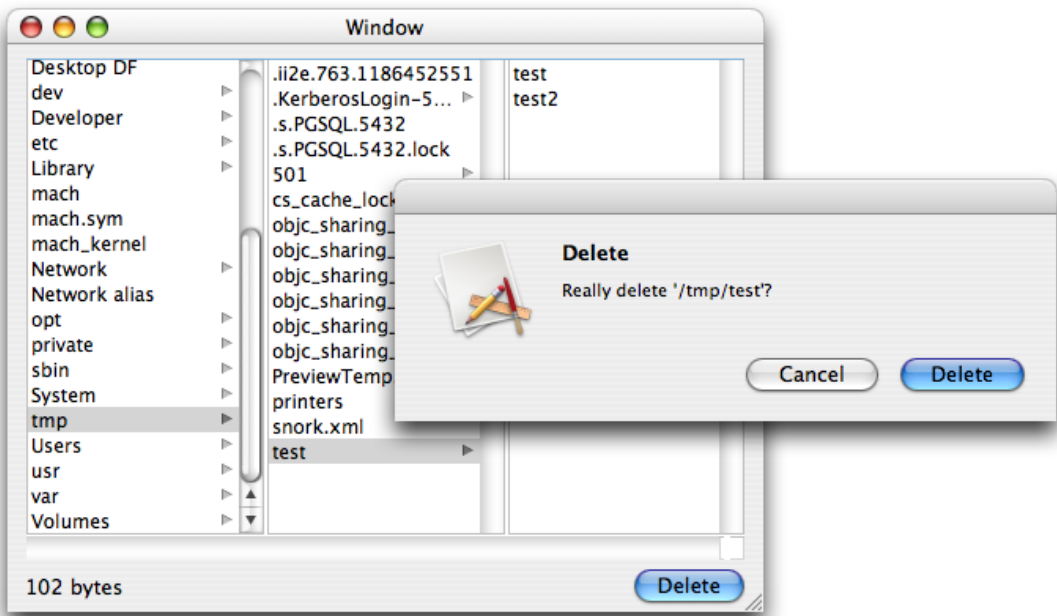 Window
Desktop DF
dev
Developer
etc
Library
mach
mach.sym
mach_kernel
Network
Network alias
opt
private
sbin
System
tmp
Users
usr
var
Volumes
.ii2e.763.1186452551
.KerberosLogin-5...
.s.PGSQL.5432
.s.PGSQL.5432.lock
501
cs_cache_lock
objc_sharing_
objc_sharing_
objc_sharing_
objc_sharing_
objc_sharing_
objc_sharing_
PreviewTemp
printers
snork.xml
test
test
test2
Delete
Really delete '/tmp/test'?
Cancel
Delete
102 bytes
Delete